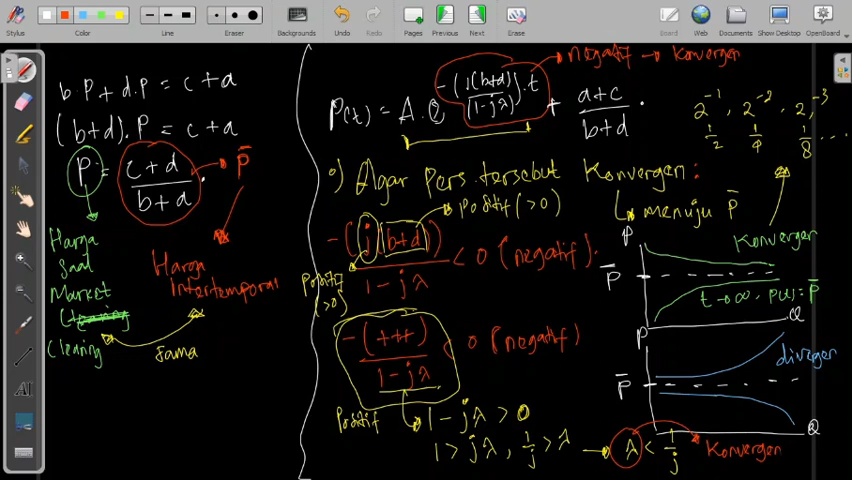 Stylus
Color
Line
Eraser
Backgrounds
Undo
Redo
Pages
Previous
Next
Erase
Board
Web
Documents
Show Desktop
OpenBoard
b.P + d.P = c+a
(b+d).P = c+a
P = c+d / b+a . → P̄
Harga
Saat
Market
Clearing
Clearing
Harga
Intertemporal
Sama
P(t) = A.Q -(j(b+d)/(1-jλ)).t + a+c / b+d .
negatif → Konvergen
2⁻¹, 2⁻², 2,⁻³
1/2 1/4 1/8 ...
•) Agar Pers. tersebut Konvergen:
positif (>0)
menuju P̄
-(j(b+d)) / 1-jλ < 0 (negatif).
Positif
(>0)
-(+++) / 1-jλ < 0 (negatif)
Positif
1-jλ > 0
1 > jλ, 1/j > λ → λ < 1/j
Konvergen
P
Konvergen
P̄
t→∞, P(t)=P̄
Q
P
divergen
P̄
Q